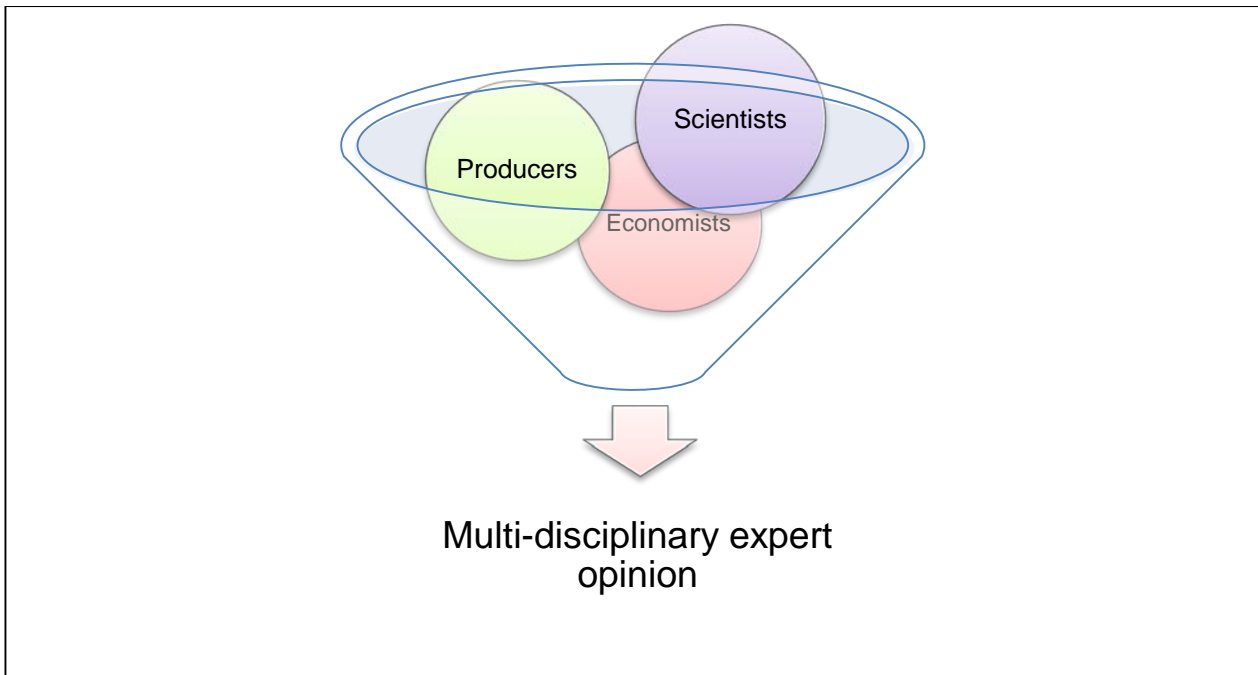 Scientists
Producers
Economists
Multi-disciplinary expert
opinion